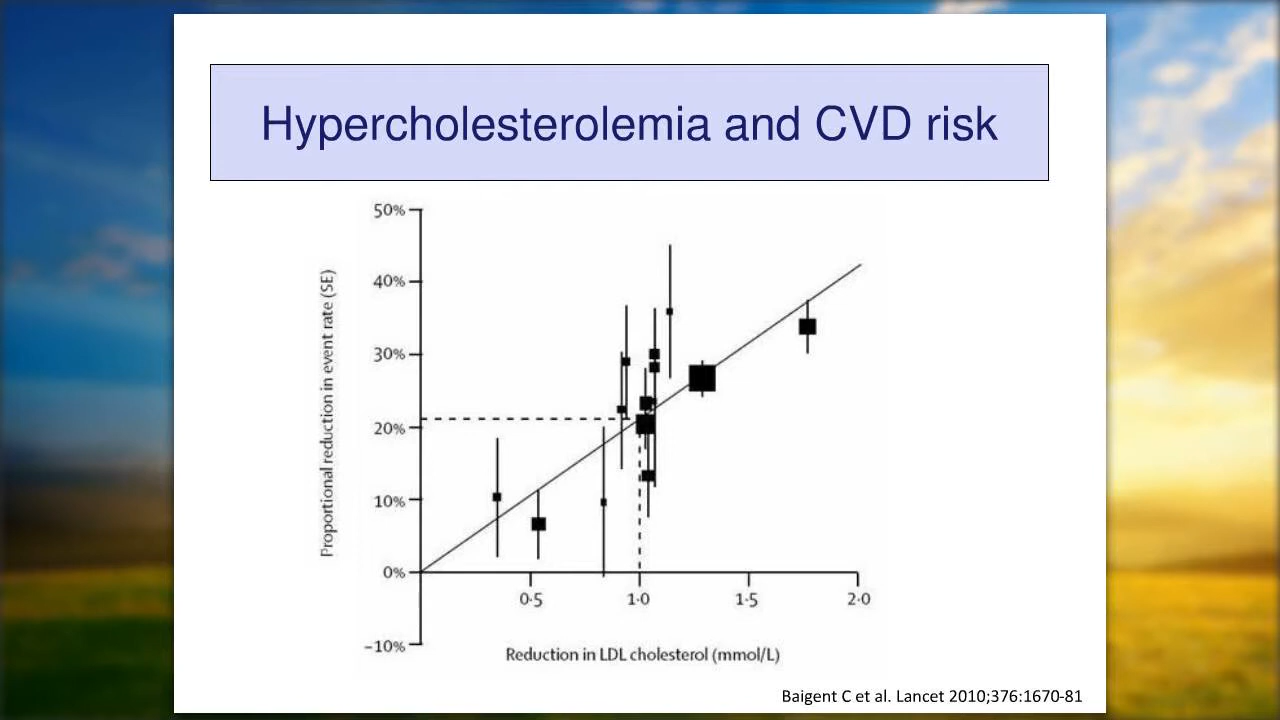 Hypercholesterolemia and CVD risk
50%
40%
30%
20%
10%
0%
−10%
Proportional reduction in event rate (SE)
0·5
1·0
1·5
2·0
Reduction in LDL cholesterol (mmol/L)
Baigent C et al. Lancet 2010;376:1670-81